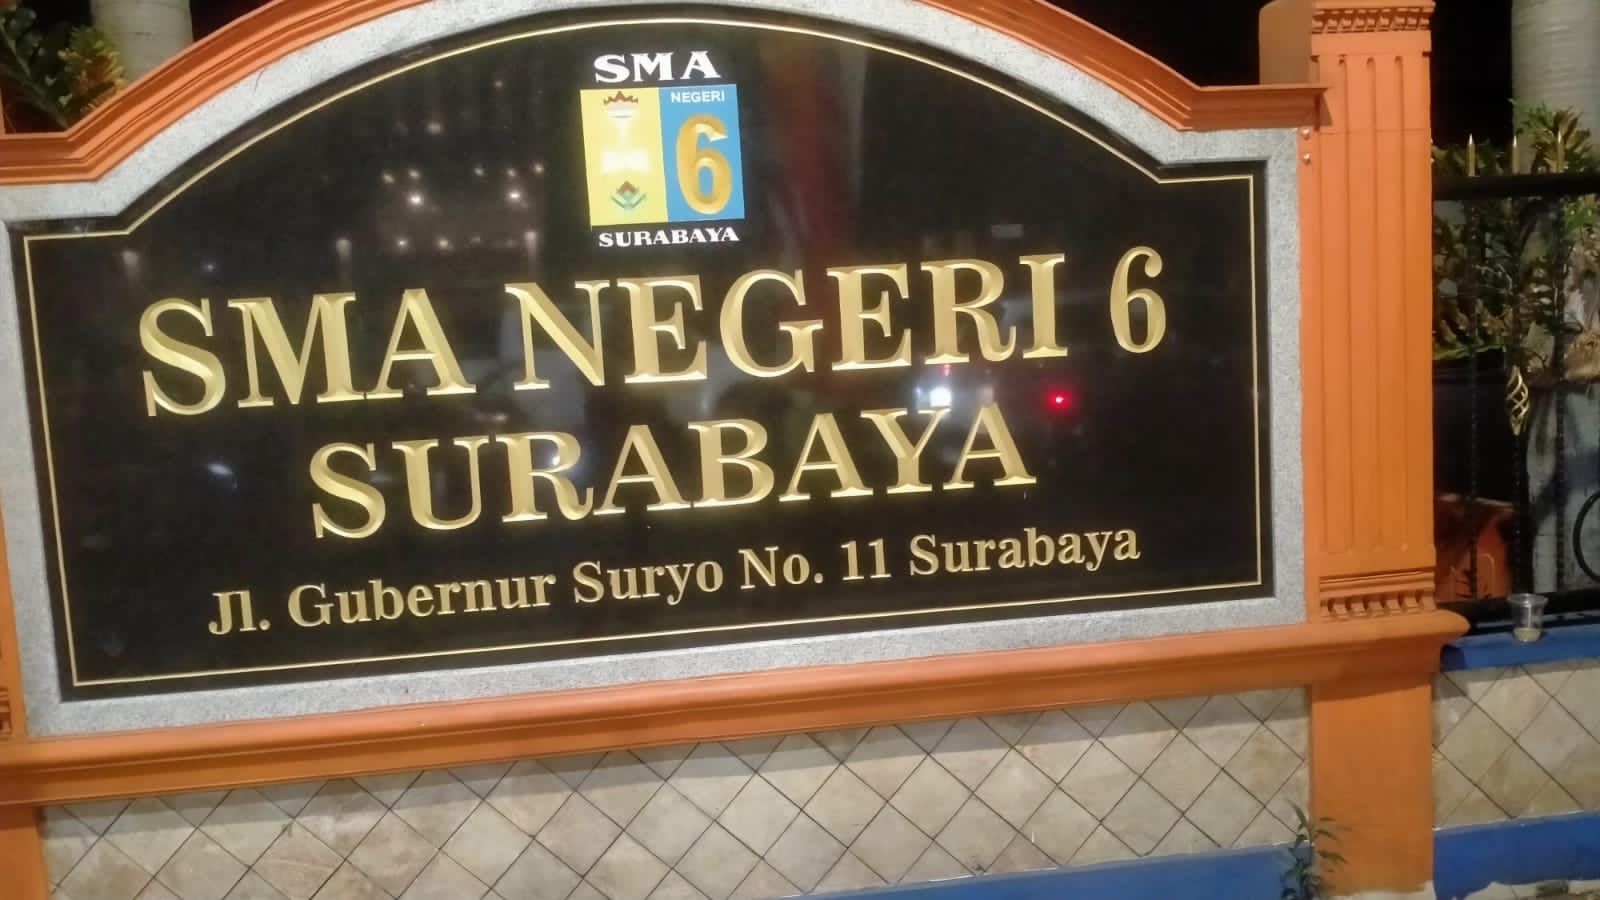 SMA
NEGERI
6
SURABAYA
SMA NEGERI 6
SURABAYA
Jl. Gubernur Suryo No. 11 Surabaya